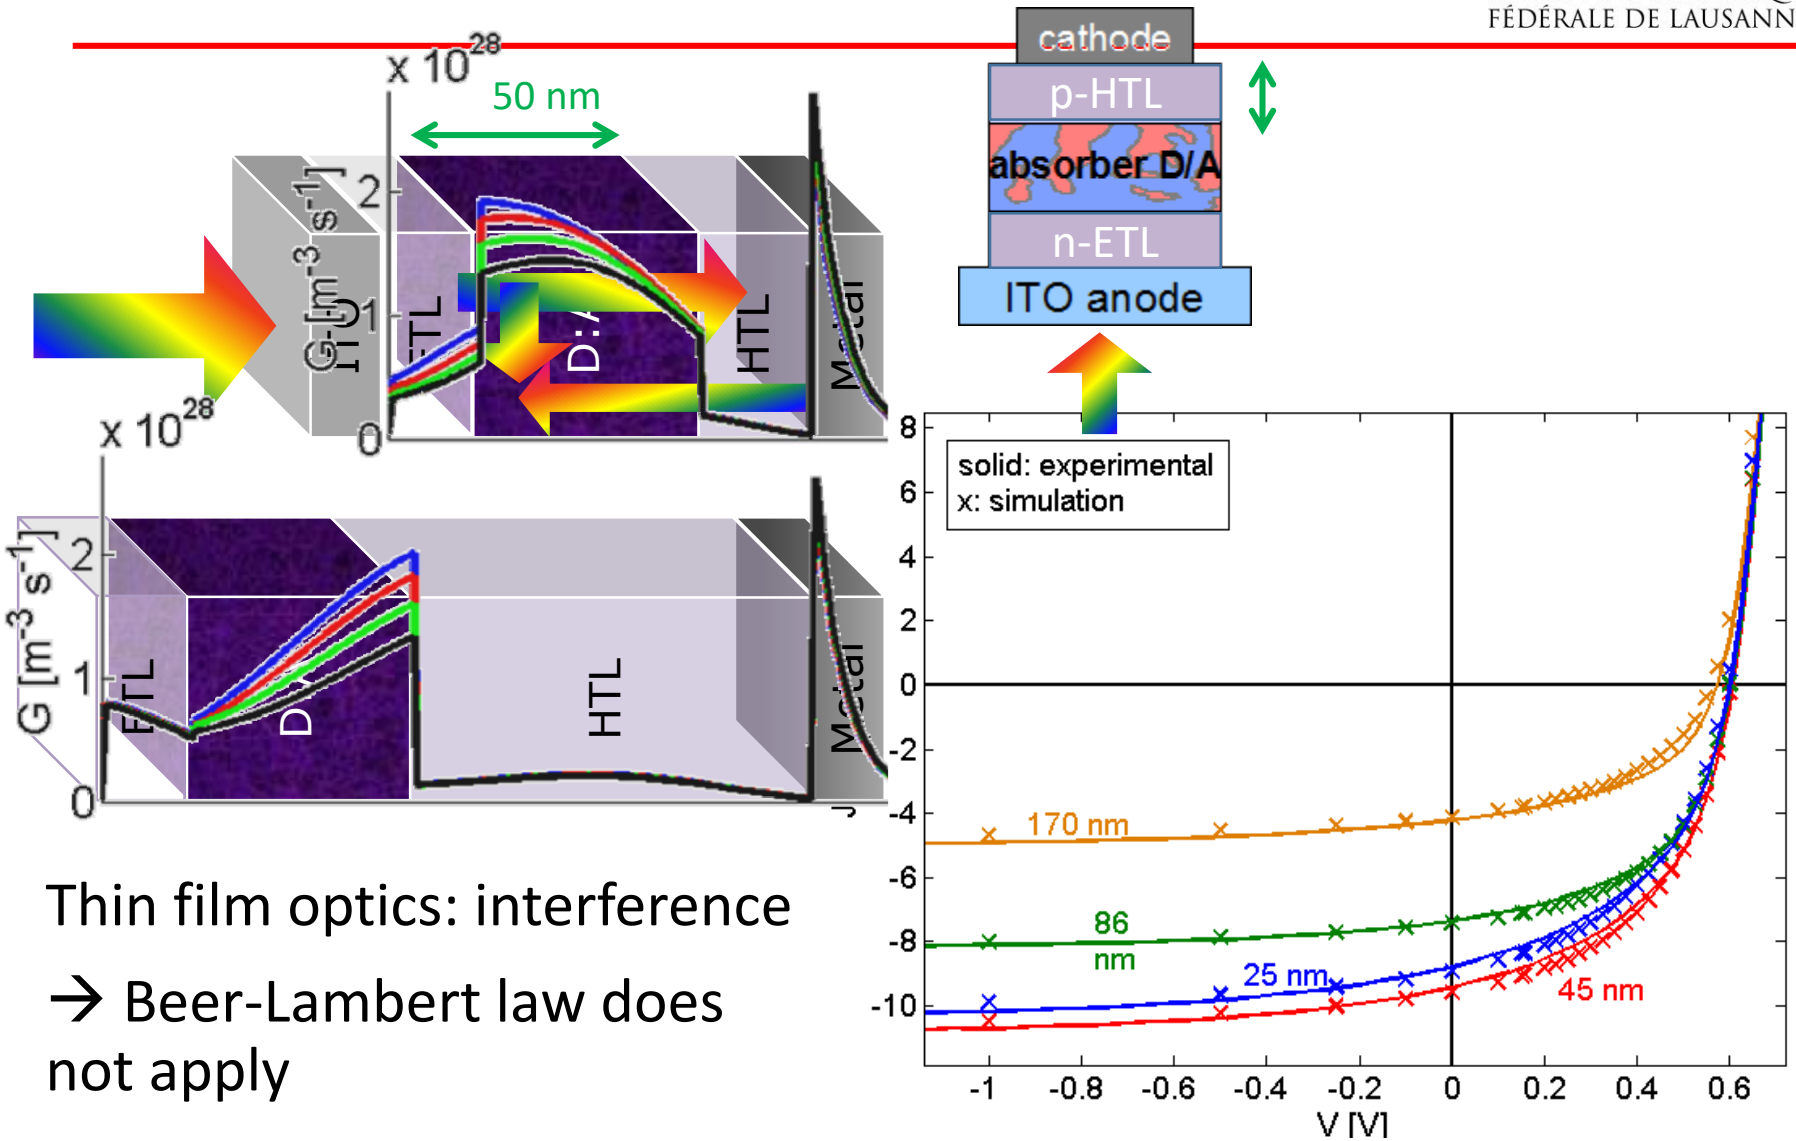 FÉDÉRALE DE LAUSANN
cathode
p-HTL
absorber D/A
n-ETL
ITO anode
x 10^28
50 nm
G [m^-3 s^-1]
2
1
0
ITO
ETL
D:A
HTL
Metal
x 10^28
G [m^-3 s^-1]
2
1
0
ETL
D
HTL
Metal
J
8
6
4
2
0
-2
-4
-6
-8
-10
solid: experimental
x: simulation
170 nm
86
nm
25 nm
45 nm
-1 -0.8 -0.6 -0.4 -0.2 0 0.2 0.4 0.6
V [V]
Thin film optics: interference
→ Beer-Lambert law does
not apply